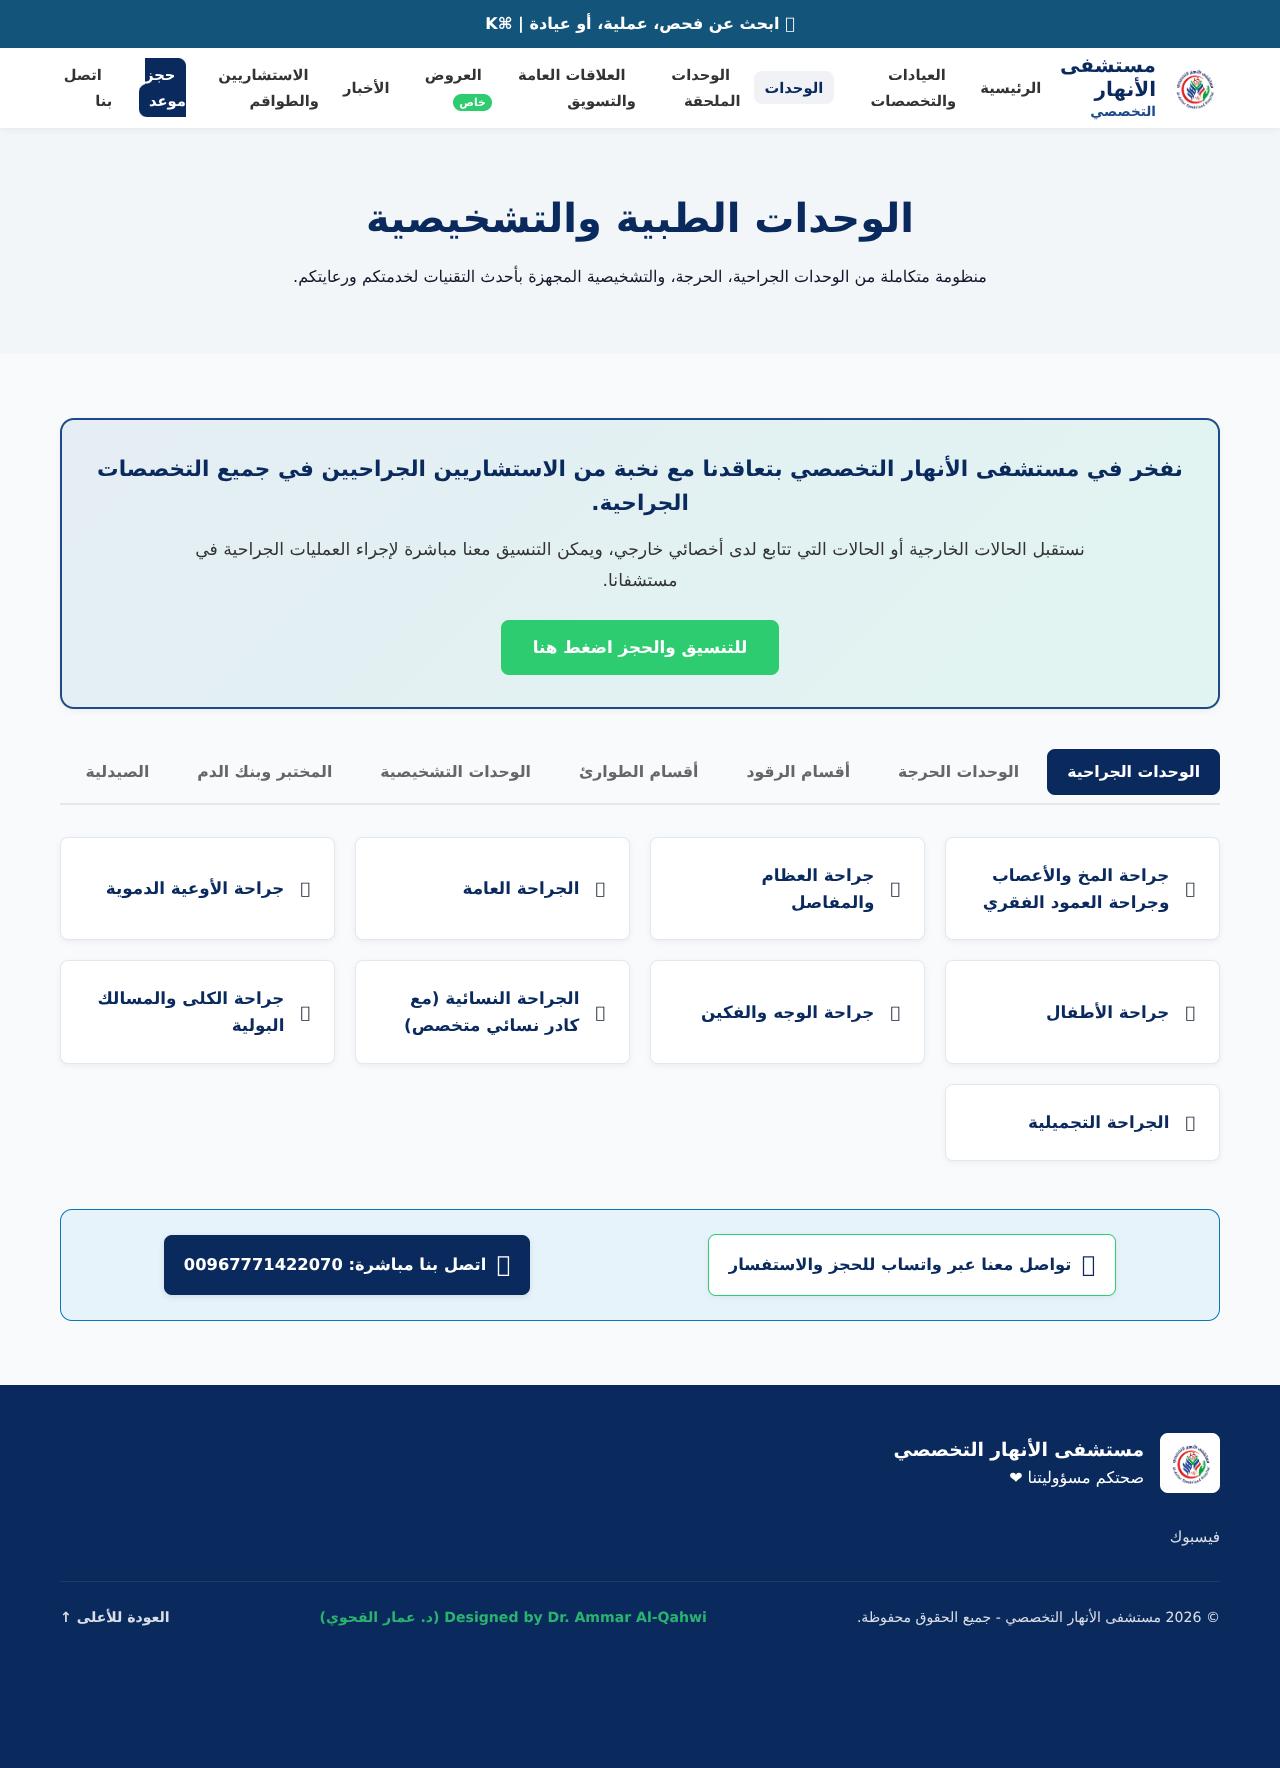 ابحث عن فحص، عملية، أو عيادة | ⌘K
مستشفى
الأنهار
التخصصي
الرئيسية
العيادات
والتخصصات
الوحدات
الوحدات
الملحقة
العلاقات العامة
والتسويق
العروض
خاص
الأخبار
الاستشاريين
والطواقم
حجز
موعد
اتصل
بنا
الوحدات الطبية والتشخيصية
منظومة متكاملة من الوحدات الجراحية، الحرجة، والتشخيصية المجهزة بأحدث التقنيات لخدمتكم ورعايتكم.
نفخر في مستشفى الأنهار التخصصي بتعاقدنا مع نخبة من الاستشاريين الجراحيين في جميع التخصصات
الجراحية.
نستقبل الحالات الخارجية أو الحالات التي تتابع لدى أخصائي خارجي، ويمكن التنسيق معنا مباشرة لإجراء العمليات الجراحية في
مستشفانا.
للتنسيق والحجز اضغط هنا
الوحدات الجراحية
الوحدات الحرجة
أقسام الرقود
أقسام الطوارئ
الوحدات التشخيصية
المختبر وبنك الدم
الصيدلية
جراحة المخ والأعصاب
وجراحة العمود الفقري
جراحة العظام
والمفاصل
الجراحة العامة
جراحة الأوعية الدموية
جراحة الأطفال
جراحة الوجه والفكين
الجراحة النسائية (مع
كادر نسائي متخصص)
جراحة الكلى والمسالك
البولية
الجراحة التجميلية
تواصل معنا عبر واتساب للحجز والاستفسار
اتصل بنا مباشرة: 00967771422070
مستشفى الأنهار التخصصي
صحتكم مسؤوليتنا ❤
فيسبوك
© 2026 مستشفى الأنهار التخصصي - جميع الحقوق محفوظة.
Designed by Dr. Ammar Al-Qahwi (د. عمار القحوي)
العودة للأعلى ↑